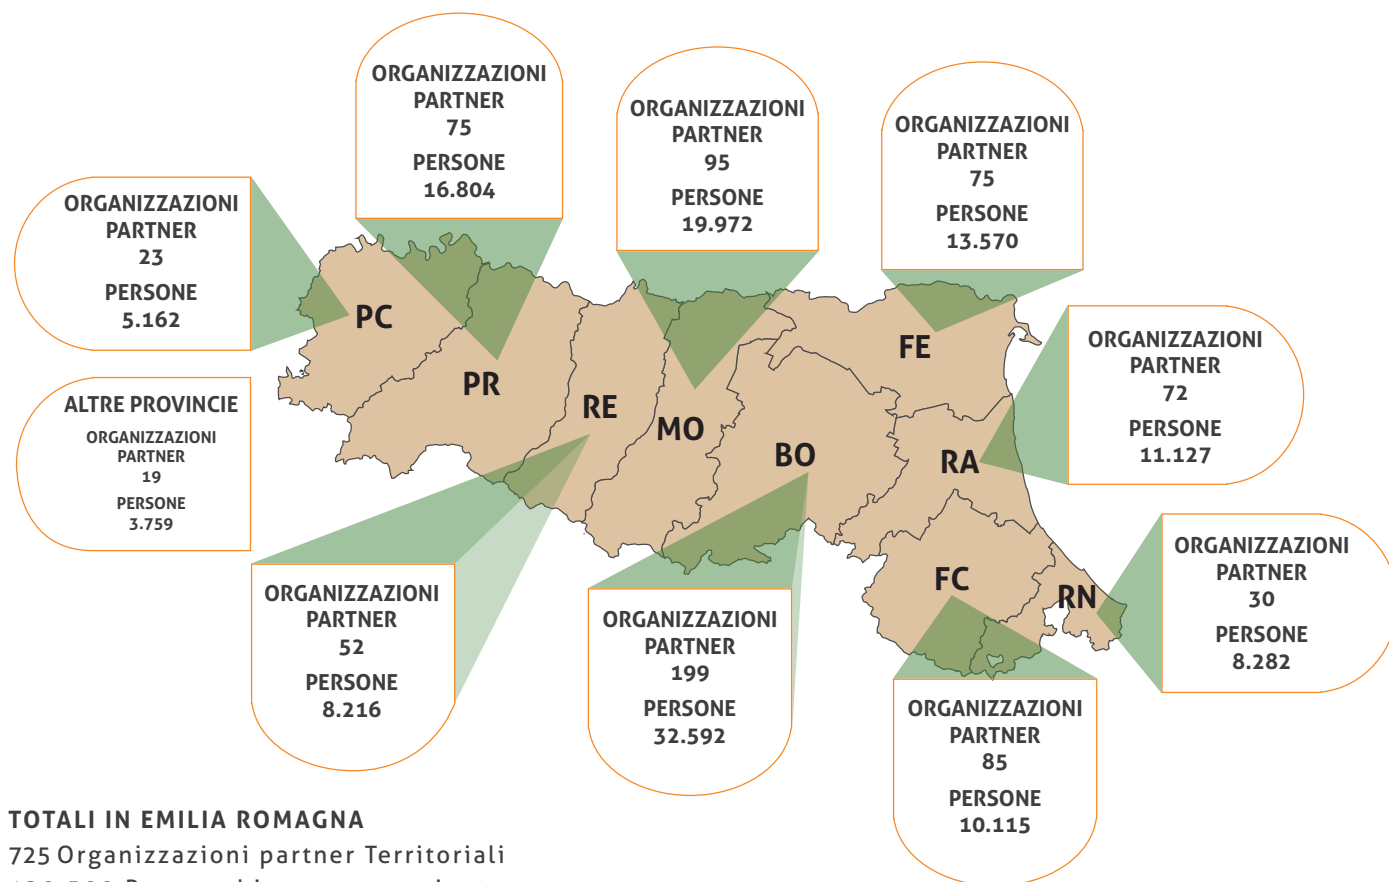 ORGANIZZAZIONI
PARTNER
75
PERSONE
16.804
ORGANIZZAZIONI
PARTNER
95
PERSONE
19.972
ORGANIZZAZIONI
PARTNER
75
PERSONE
13.570
ORGANIZZAZIONI
PARTNER
23
PERSONE
5.162
ORGANIZZAZIONI
PARTNER
72
PERSONE
11.127
ALTRE PROVINCIE
ORGANIZZAZIONI
PARTNER
19
PERSONE
3.759
PC
PR
RE
MO
BO
FE
RA
FC
RN
ORGANIZZAZIONI
PARTNER
52
PERSONE
8.216
ORGANIZZAZIONI
PARTNER
199
PERSONE
32.592
ORGANIZZAZIONI
PARTNER
30
PERSONE
8.282
ORGANIZZAZIONI
PARTNER
85
PERSONE
10.115
TOTALI IN EMILIA ROMAGNA
725 Organizzazioni partner Territoriali